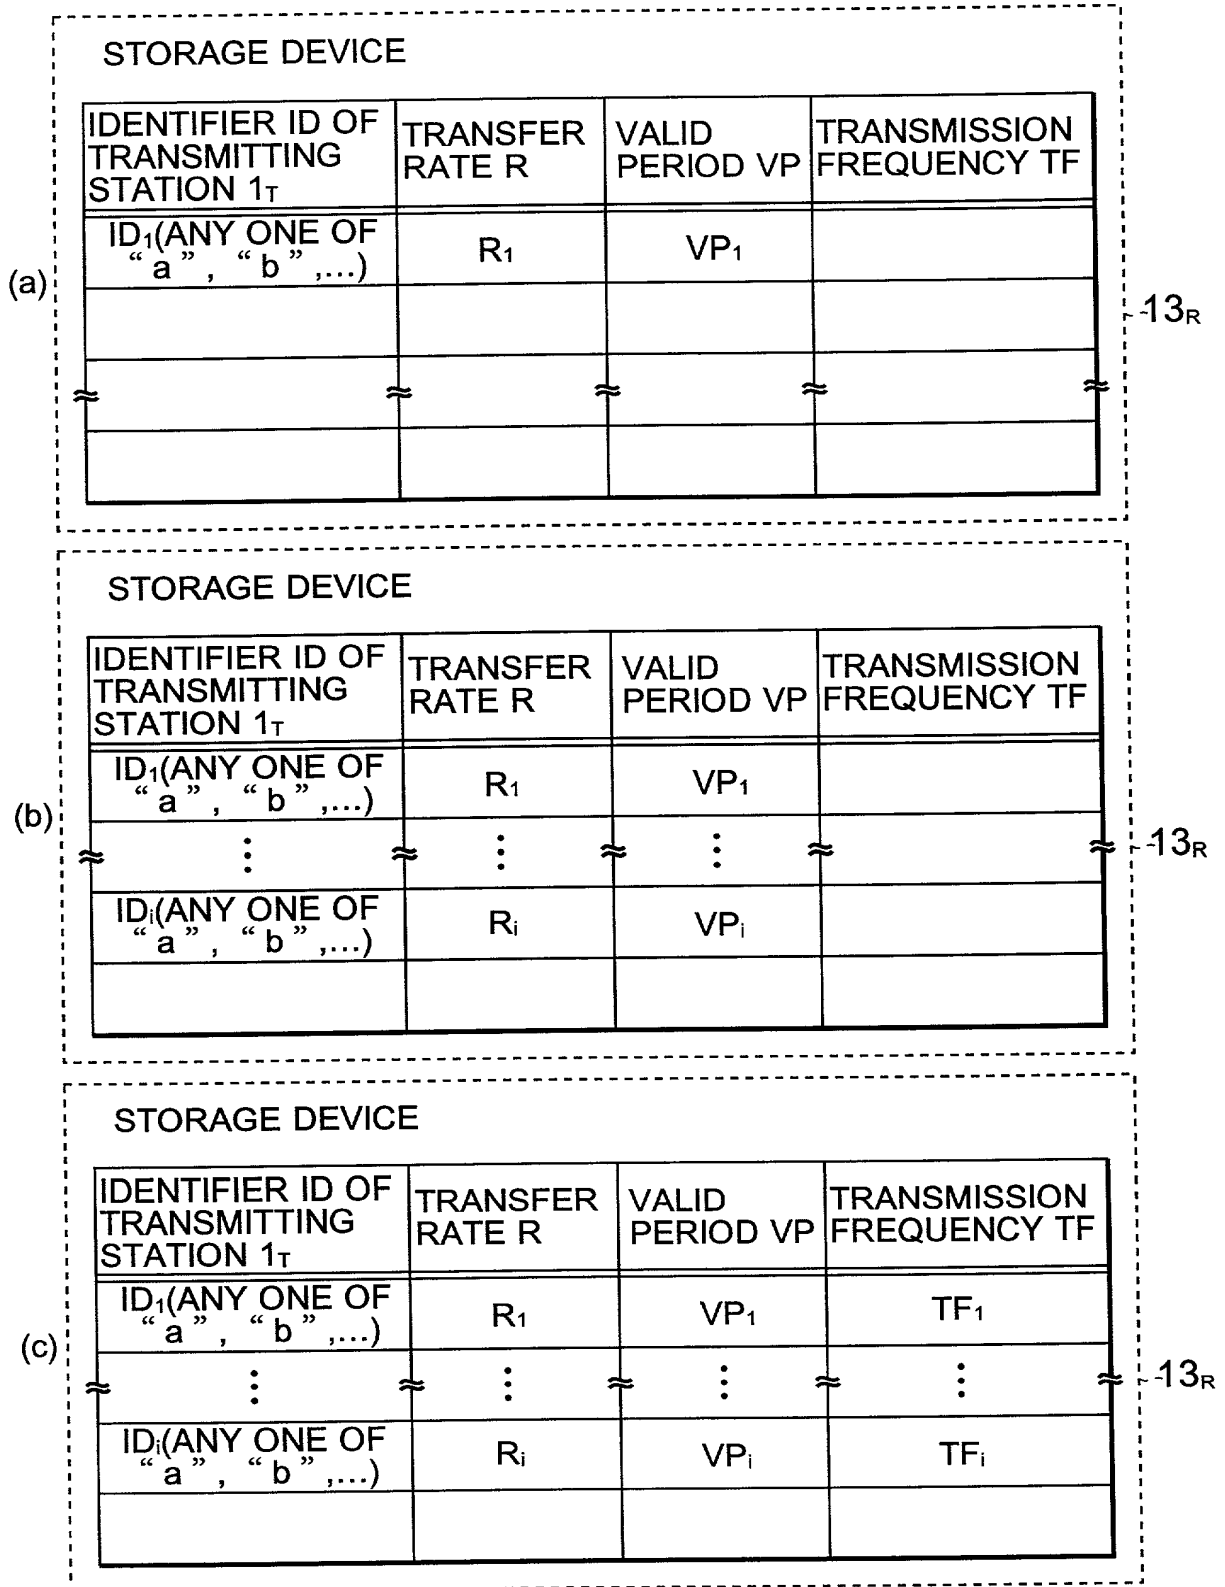 STORAGE DEVICE
IDENTIFIER ID OF
TRANSMITTING
STATION 1T
TRANSFER
RATE R
VALID
PERIOD VP
TRANSMISSION
FREQUENCY TF
ID1(ANY ONE OF
“a”, “b”,...)
R1
VP1
(a)
13R
STORAGE DEVICE
IDENTIFIER ID OF
TRANSMITTING
STATION 1T
TRANSFER
RATE R
VALID
PERIOD VP
TRANSMISSION
FREQUENCY TF
ID1(ANY ONE OF
“a”, “b”,...)
R1
VP1
(b)
13R
IDi(ANY ONE OF
“a”, “b”,...)
Ri
VPi
STORAGE DEVICE
IDENTIFIER ID OF
TRANSMITTING
STATION 1T
TRANSFER
RATE R
VALID
PERIOD VP
TRANSMISSION
FREQUENCY TF
ID1(ANY ONE OF
“a”, “b”,...)
R1
VP1
TF1
(c)
13R
IDi(ANY ONE OF
“a”, “b”,...)
Ri
VPi
TFi